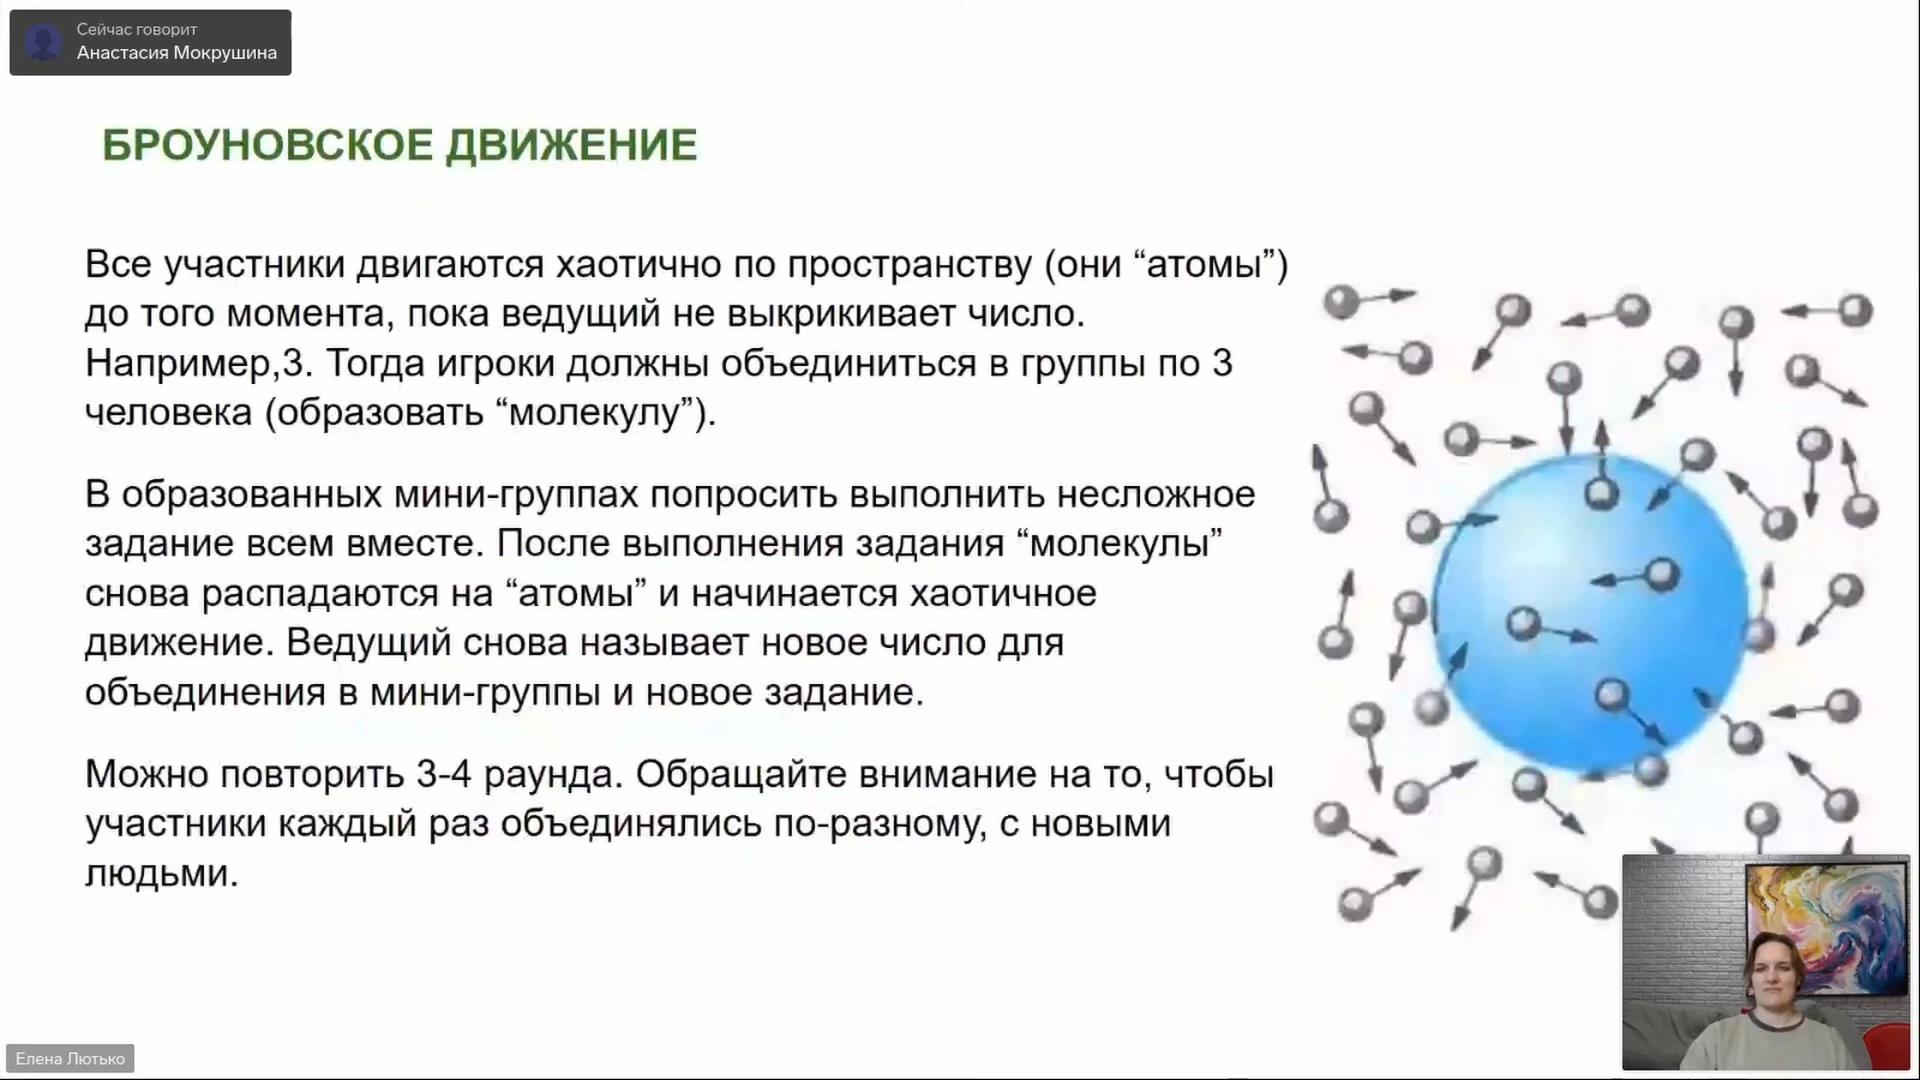 Сейчас говорит
Анастасия Мокрушина
БРОУНОВСКОЕ ДВИЖЕНИЕ
Все участники двигаются хаотично по пространству (они “атомы”)
до того момента, пока ведущий не выкрикивает число.
Например,3. Тогда игроки должны объединиться в группы по 3
человека (образовать “молекулу”).
В образованных мини-группах попросить выполнить несложное
задание всем вместе. После выполнения задания “молекулы”
снова распадаются на “атомы” и начинается хаотичное
движение. Ведущий снова называет новое число для
объединения в мини-группы и новое задание.
Можно повторить 3-4 раунда. Обращайте внимание на то, чтобы
участники каждый раз объединялись по-разному, с новыми
людьми.
Елена Лютько